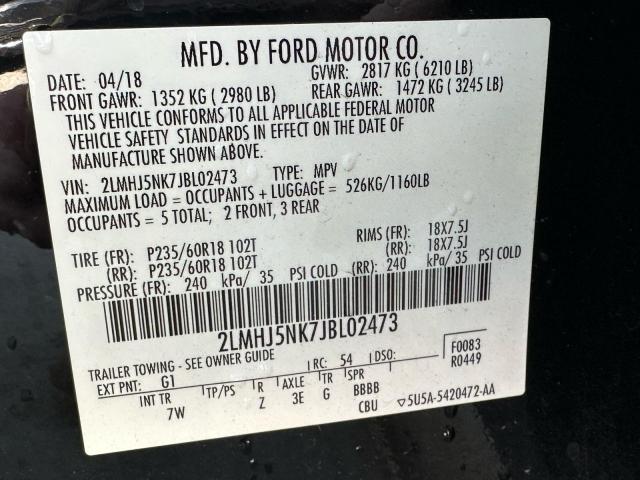 MFD. BY FORD MOTOR CO.
DATE: 04/18 GVWR: 2817 KG ( 6210 LB)
FRONT GAWR: 1352 KG ( 2980 LB) REAR GAWR: 1472 KG ( 3245 LB)
THIS VEHICLE CONFORMS TO ALL APPLICABLE FEDERAL MOTOR
VEHICLE SAFETY STANDARDS IN EFFECT ON THE DATE OF
MANUFACTURE SHOWN ABOVE.
VIN: 2LMHJ5NK7JBL02473 TYPE: MPV
MAXIMUM LOAD = OCCUPANTS + LUGGAGE = 526KG/1160LB
OCCUPANTS = 5 TOTAL; 2 FRONT, 3 REAR
TIRE (FR): P235/60R18 102T RIMS (FR): 18X7.5J
(RR): P235/60R18 102T (RR): 18X7.5J
PRESSURE (FR): 240 kPa/ 35 PSI COLD (RR): 240 kPa/ 35 PSI COLD
2LMHJ5NK7JBL02473
TRAILER TOWING - SEE OWNER GUIDE RC: 54 DSO: F0083
EXT PNT: G1 R0449
INT TR TP/PS R AXLE TR SPR
7W Z 3E G BBBB
CBU ▽5U5A-5420472-AA